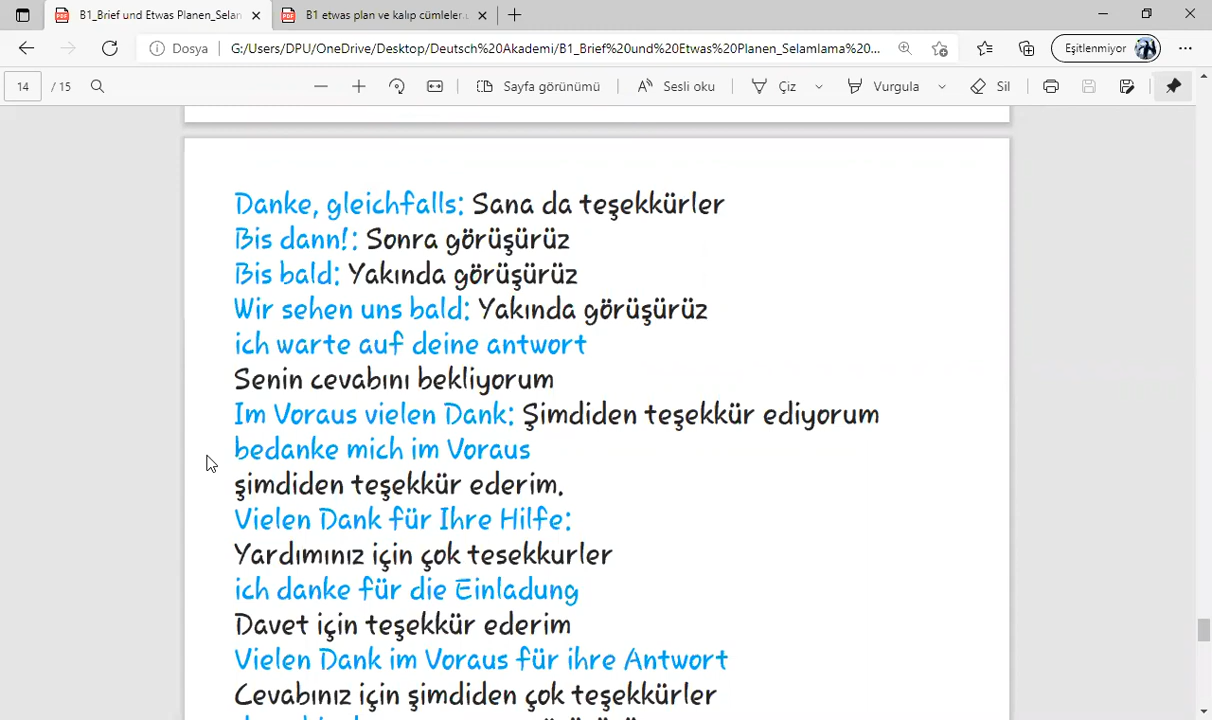 B1_Brief und Etwas Planen_Selam
B1 etwas plan ve kalıp cümleler.u
Dosya
G:/Users/DPU/OneDrive/Desktop/Deutsch%20Akademi/B1_Brief%20und%20Etwas%20Planen_Selamlama%20...
Eşitlenmiyor
14 / 15
Sayfa görünümü
Sesli oku
Çiz
Vurgula
Sil
Danke, gleichfalls: Sana da teşekkürler
Bis dann!: Sonra görüşürüz
Bis bald: Yakında görüşürüz
Wir sehen uns bald: Yakında görüşürüz
ich warte auf deine antwort
Senin cevabını bekliyorum
Im Voraus vielen Dank: Şimdiden teşekkür ediyorum
bedanke mich im Voraus
şimdiden teşekkür ederim.
Vielen Dank für Ihre Hilfe:
Yardımınız için çok tesekkurler
ich danke für die Einladung
Davet için teşekkür ederim
Vielen Dank im Voraus für ihre Antwort
Cevabınız için şimdiden çok teşekkürler